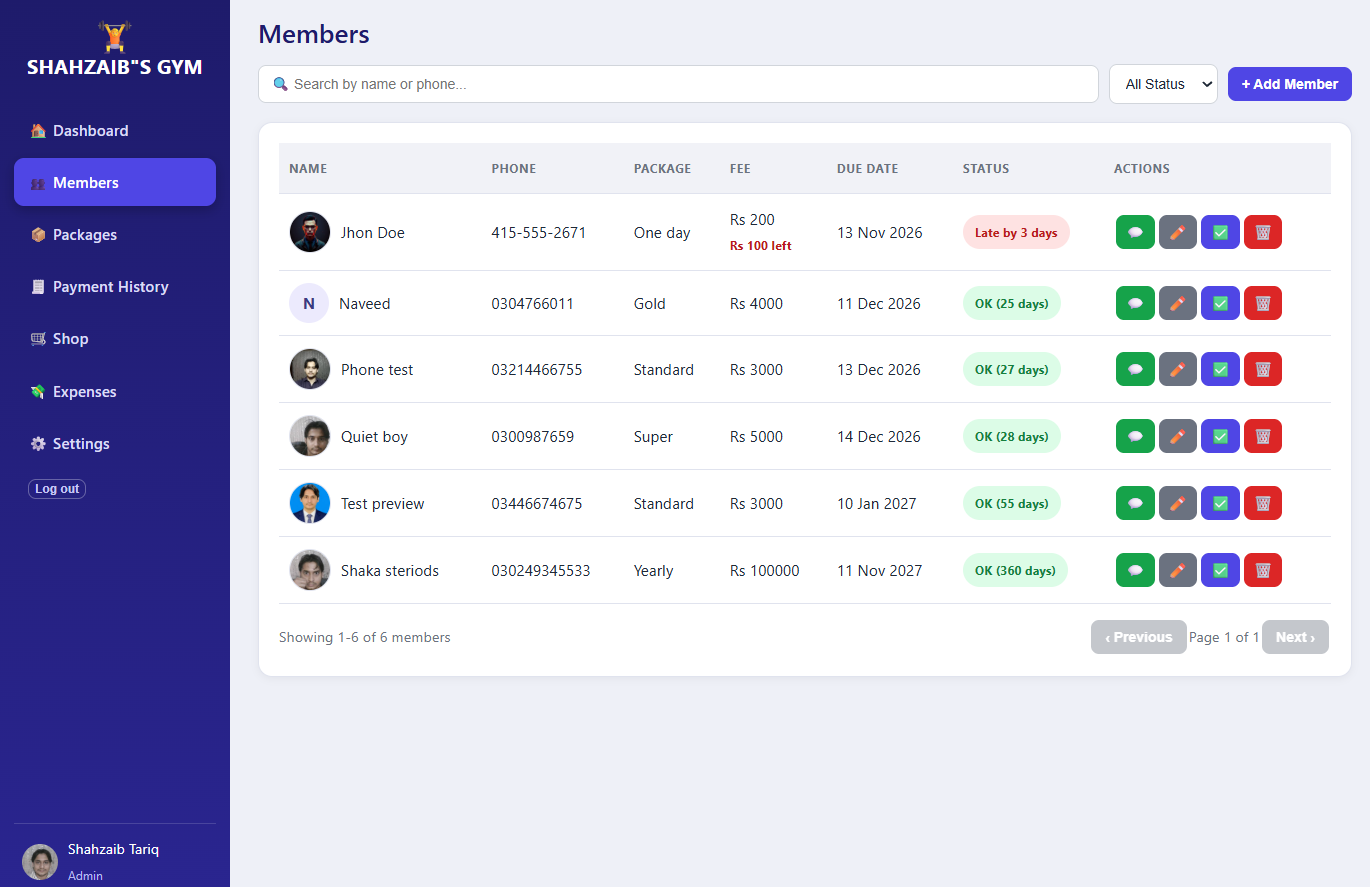 SHAHZAIB"S GYM
Dashboard
Members
Packages
Payment History
Shop
Expenses
Settings
Log out
Shahzaib Tariq
Admin
Members
Search by name or phone...
All Status
+ Add Member
NAME PHONE PACKAGE FEE DUE DATE STATUS ACTIONS
Jhon Doe 415-555-2671 One day Rs 200 13 Nov 2026 Late by 3 days
Rs 100 left
N Naveed 0304766011 Gold Rs 4000 11 Dec 2026 OK (25 days)
Phone test 03214466755 Standard Rs 3000 13 Dec 2026 OK (27 days)
Quiet boy 0300987659 Super Rs 5000 14 Dec 2026 OK (28 days)
Test preview 03446674675 Standard Rs 3000 10 Jan 2027 OK (55 days)
Shaka steriods 030249345533 Yearly Rs 100000 11 Nov 2027 OK (360 days)
Showing 1-6 of 6 members
‹ Previous Page 1 of 1 Next ›